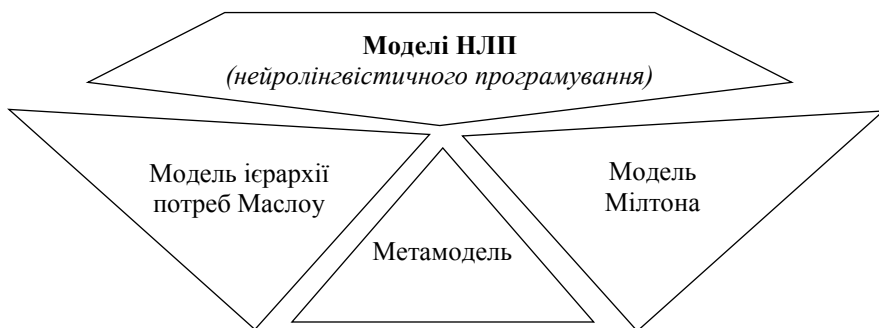 Моделі НЛП
(нейролінгвістичного програмування)
Модель ієрархії
потреб Маслоу
Метамодель
Модель
Мілтона